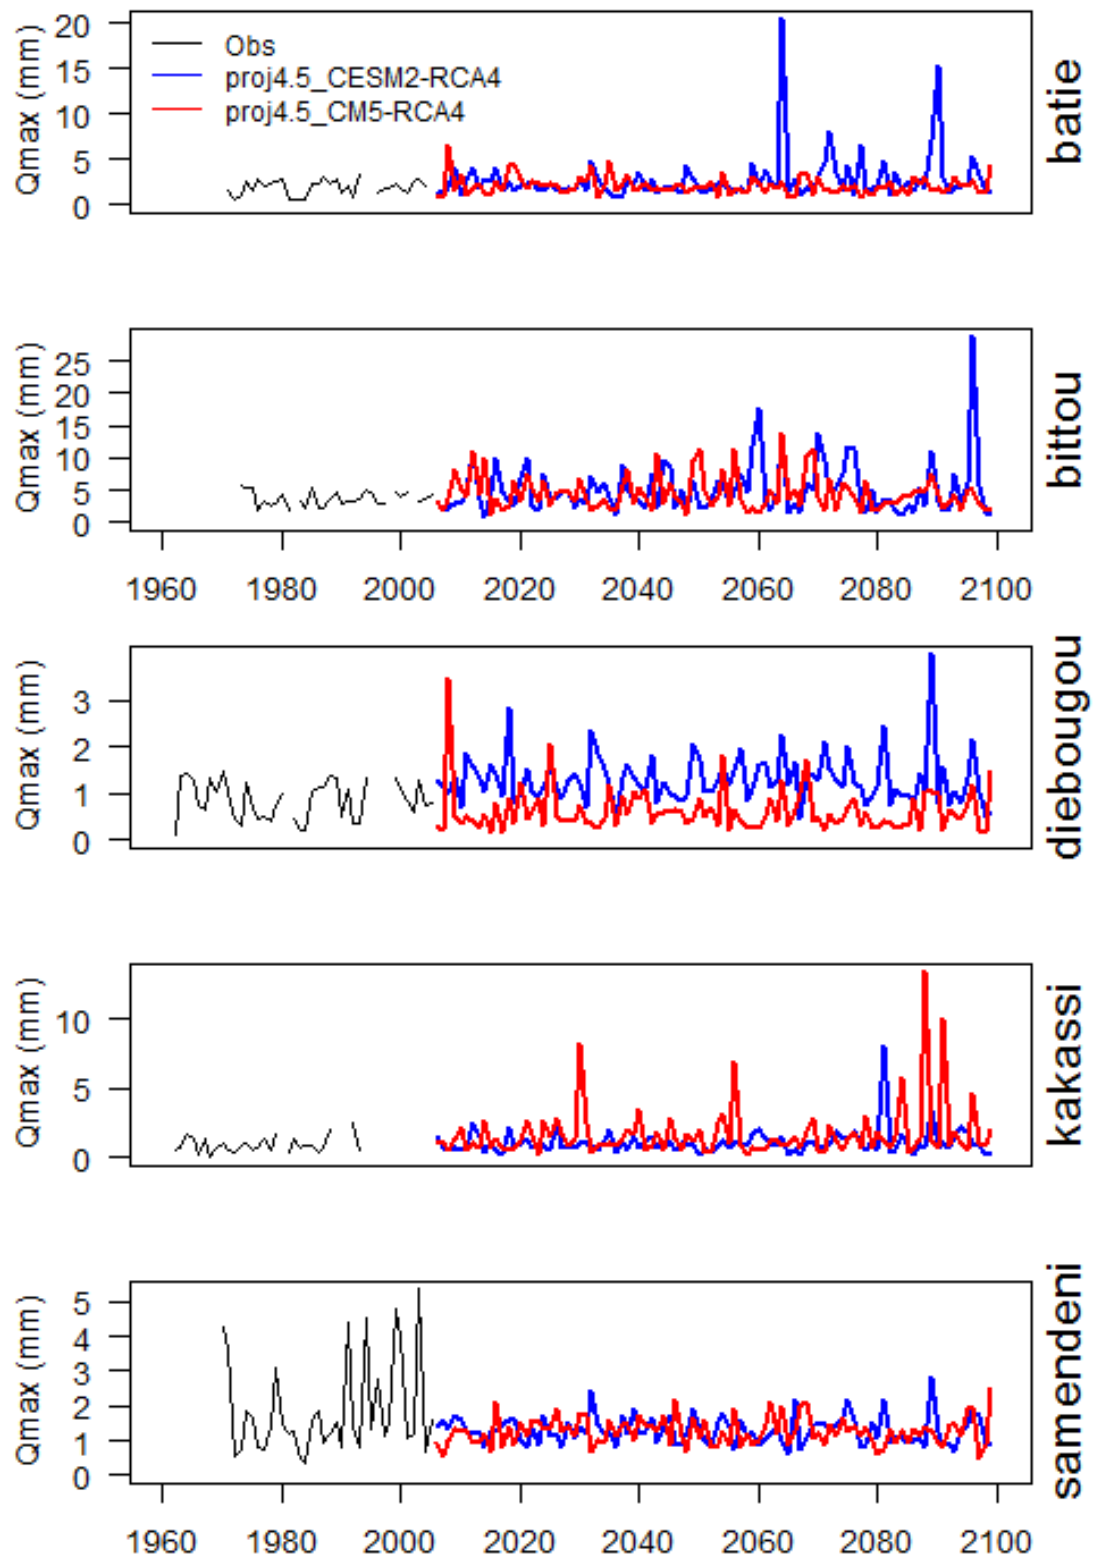 Qmax (mm)
20
15
10
5
0
Obs
proj4.5_CESM2-RCA4
proj4.5_CM5-RCA4
batie
Qmax (mm)
25
20
15
10
5
0
bittou
1960 1980 2000 2020 2040 2060 2080 2100
Qmax (mm)
3
2
1
0
diebougou
Qmax (mm)
10
5
0
kakassi
Qmax (mm)
5
4
3
2
1
0
samendeni
1960 1980 2000 2020 2040 2060 2080 2100